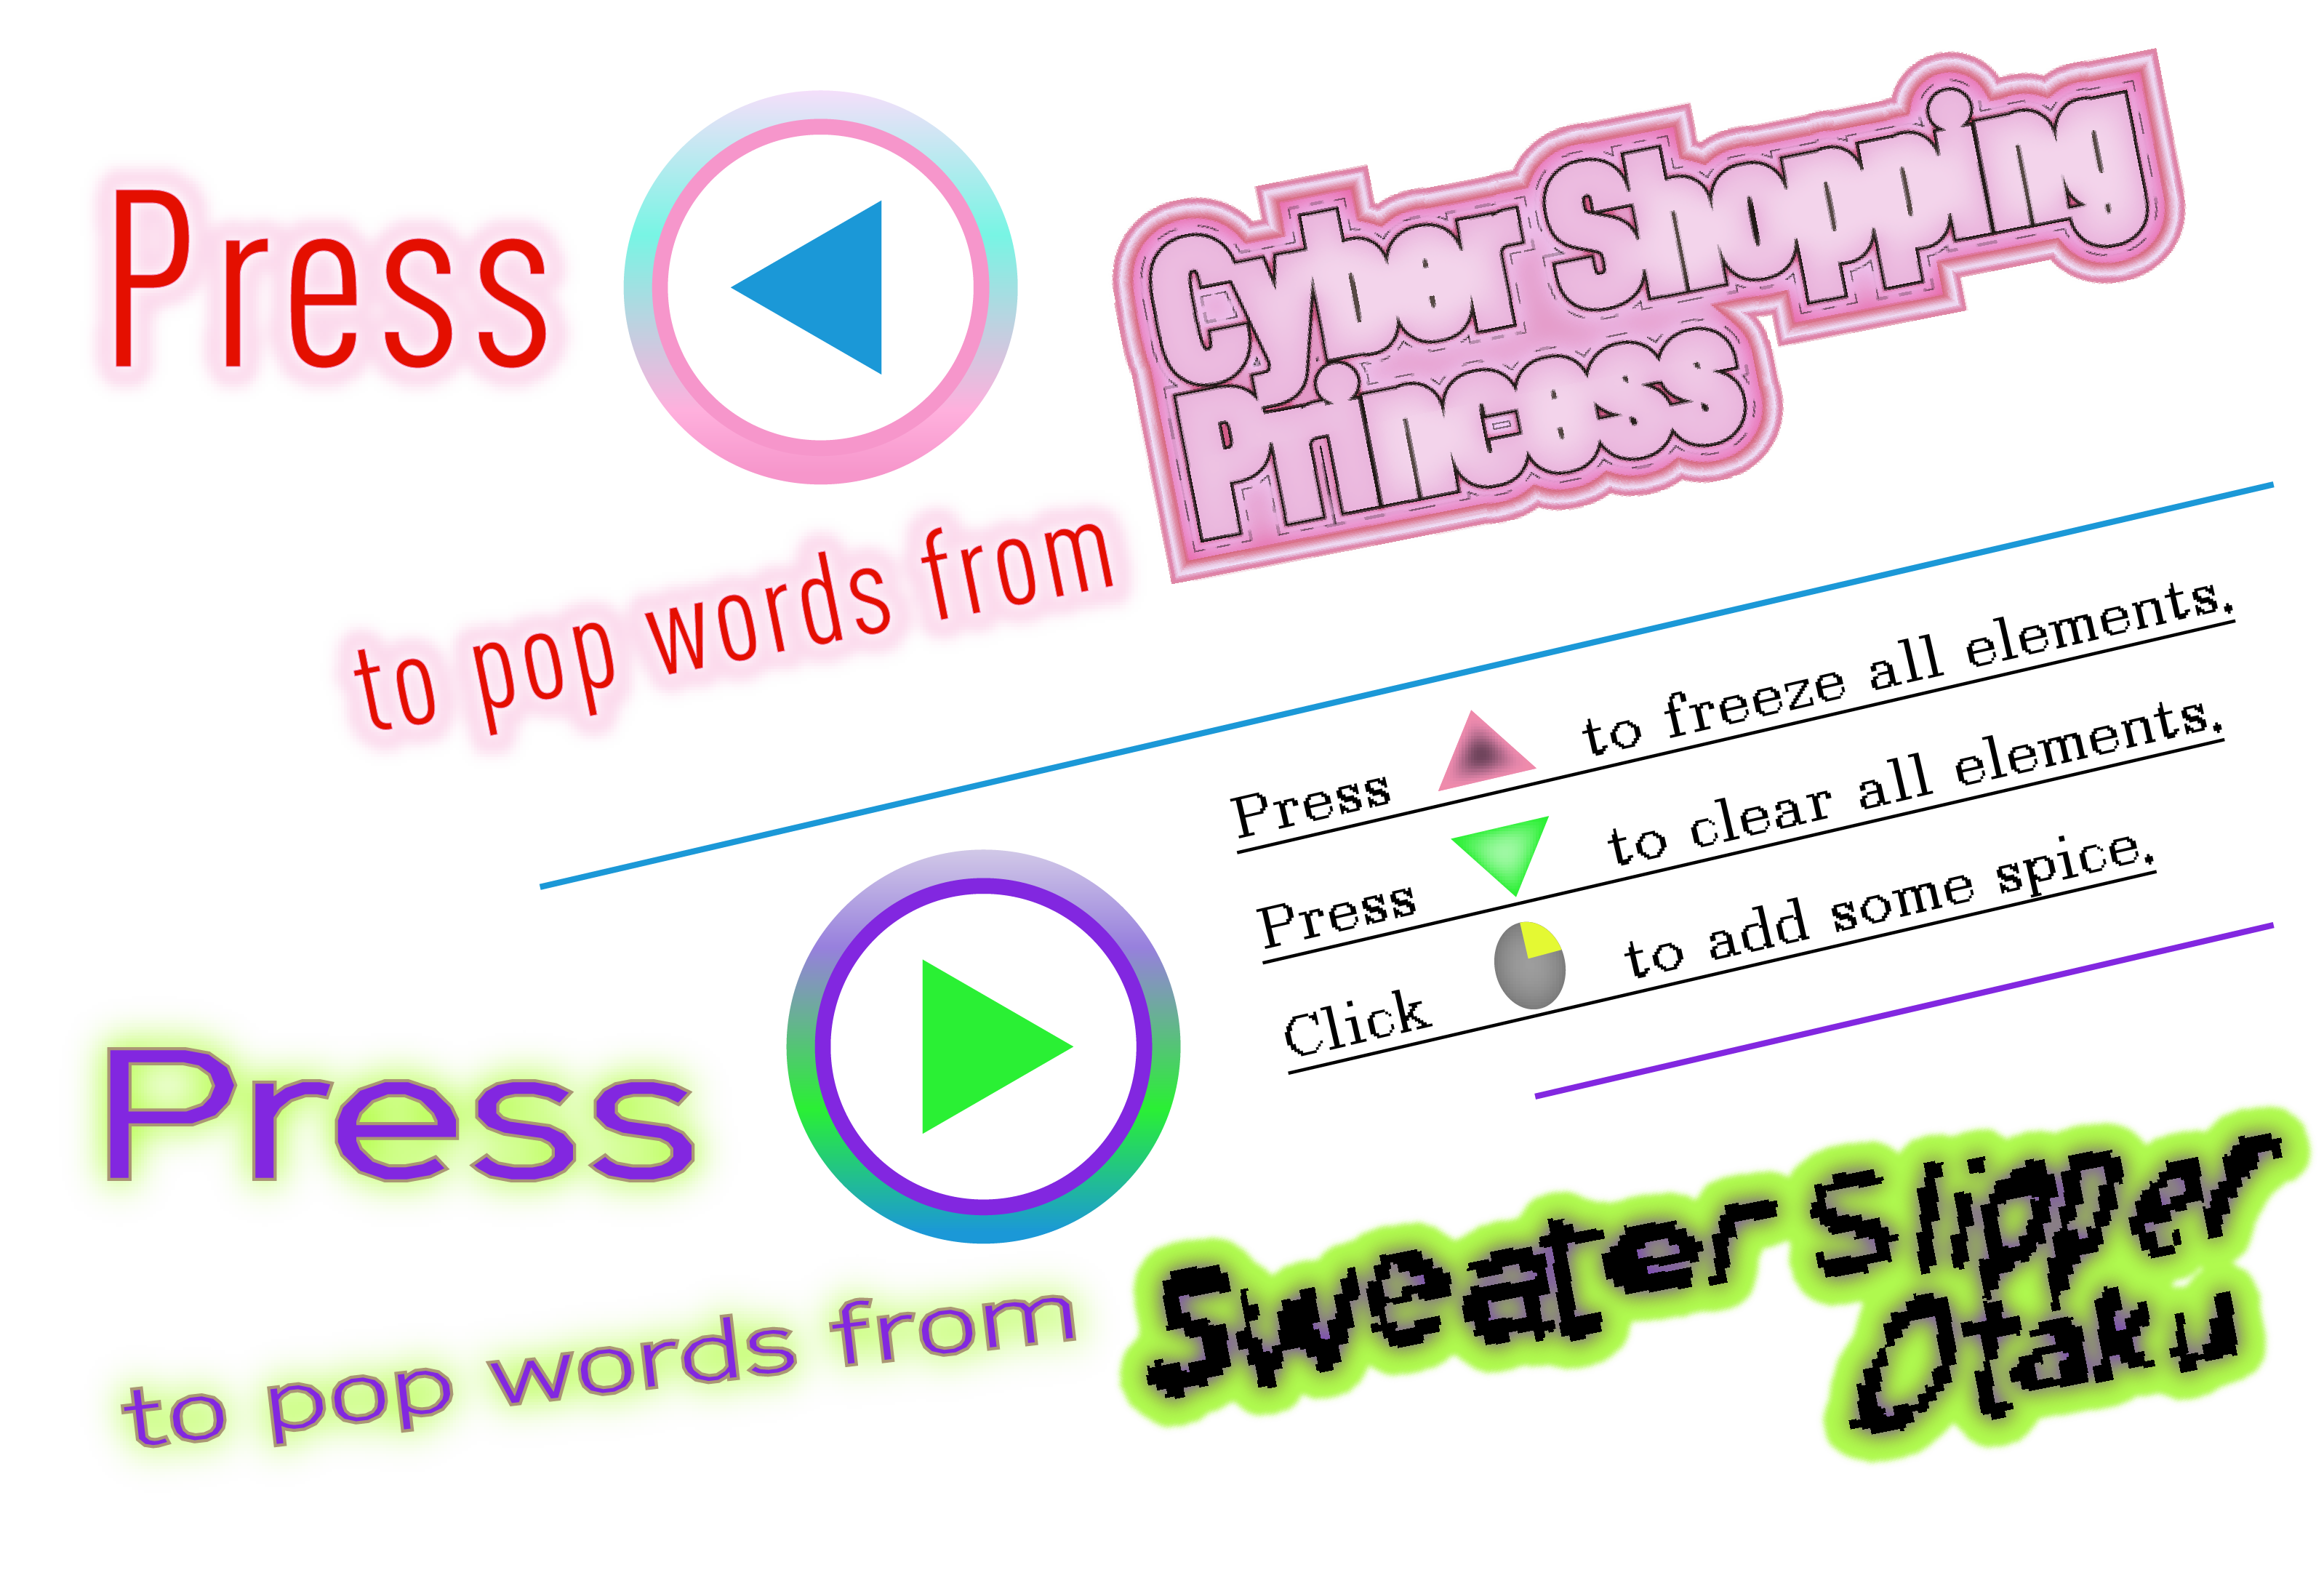 Press
Cyber Shopping
Princess
to pop words from
Press to freeze all elements.
Press to clear all elements.
Click to add some spice.
Press
to pop words from
Sweater Slipper
Otaku